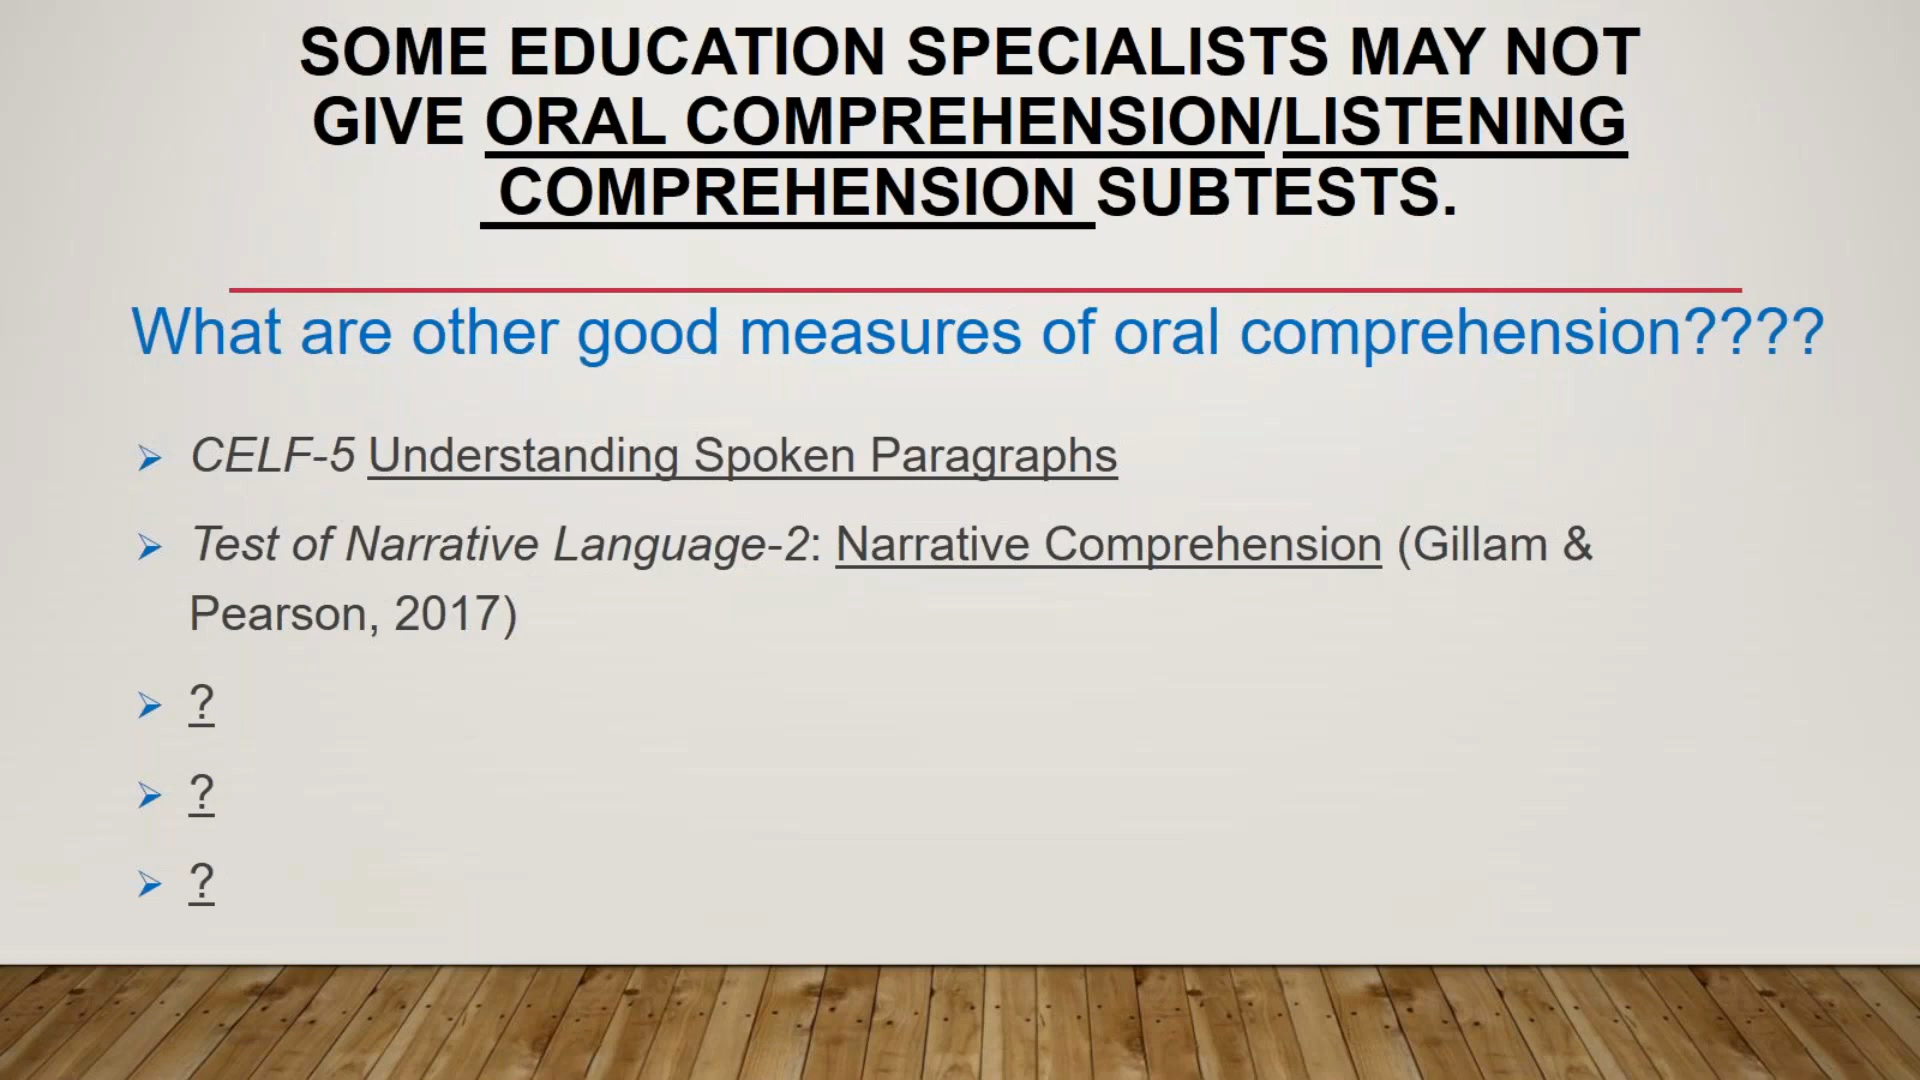 SOME EDUCATION SPECIALISTS MAY NOT
GIVE ORAL COMPREHENSION/LISTENING
COMPREHENSION SUBTESTS.
What are other good measures of oral comprehension????
CELF-5 Understanding Spoken Paragraphs
Test of Narrative Language-2: Narrative Comprehension (Gillam &
Pearson, 2017)
?
?
?